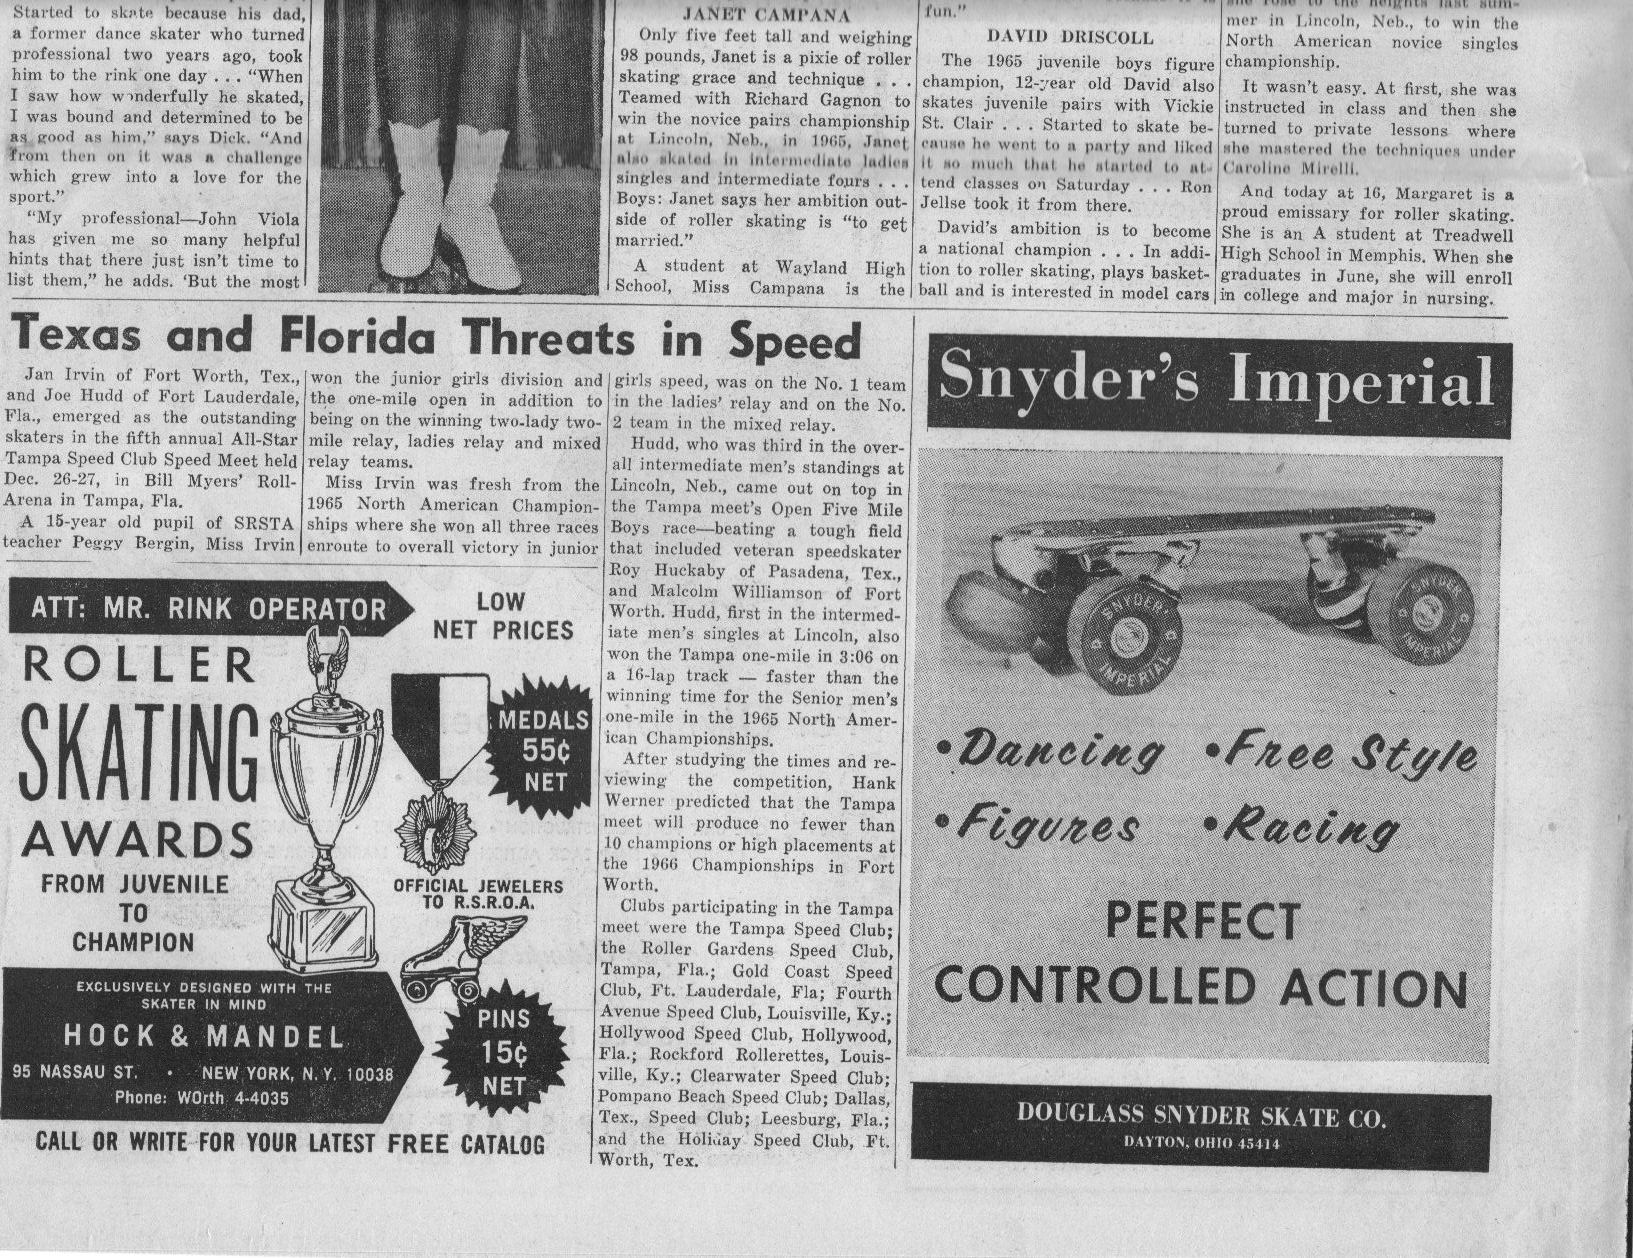 Started to skate because his dad,
a former dance skater who turned
professional two years ago, took
him to the rink one day . . . "When
I saw how wonderfully he skated,
I was bound and determined to be
as good as him," says Dick. "And
from then on it was a challenge
which grew into a love for the
sport."
"My professional—John Viola
has given me so many helpful
hints that there just isn't time to
list them," he adds. 'But the most
JANET CAMPANA
Only five feet tall and weighing
98 pounds, Janet is a pixie of roller
skating grace and technique . . .
Teamed with Richard Gagnon to
win the novice pairs championship
at Lincoln, Neb., in 1965, Janet
also skated in intermediate ladies
singles and intermediate fours . . .
Boys: Janet says her ambition out-
side of roller skating is "to get
married."
A student at Wayland High
School, Miss Campana is the
fun."
DAVID DRISCOLL
The 1965 juvenile boys figure
champion, 12-year old David also
skates juvenile pairs with Vickie
St. Clair . . . Started to skate be-
cause he went to a party and liked
it so much that he started to at-
tend classes on Saturday . . . Ron
Jellse took it from there.
David's ambition is to become
a national champion . . . In addi-
tion to roller skating, plays basket-
ball and is interested in model cars
she rose to the heights last sum-
mer in Lincoln, Neb., to win the
North American novice singles
championship.
It wasn't easy. At first, she was
instructed in class and then she
turned to private lessons where
she mastered the techniques under
Caroline Mirelli.
And today at 16, Margaret is a
proud emissary for roller skating.
She is an A student at Treadwell
High School in Memphis. When she
graduates in June, she will enroll
in college and major in nursing.
Texas and Florida Threats in Speed
Jan Irvin of Fort Worth, Tex.,
and Joe Hudd of Fort Lauderdale,
Fla., emerged as the outstanding
skaters in the fifth annual All-Star
Tampa Speed Club Speed Meet held
Dec. 26-27, in Bill Myers' Roll-
Arena in Tampa, Fla.
A 15-year old pupil of SRSTA
teacher Peggy Bergin, Miss Irvin
won the junior girls division and
the one-mile open in addition to
being on the winning two-lady two-
mile relay, ladies relay and mixed
relay teams.
Miss Irvin was fresh from the
1965 North American Champion-
ships where she won all three races
enroute to overall victory in junior
girls speed, was on the No. 1 team
in the ladies' relay and on the No.
2 team in the mixed relay.
Hudd, who was third in the over-
all intermediate men's standings at
Lincoln, Neb., came out on top in
the Tampa meet's Open Five Mile
Boys race—beating a tough field
that included veteran speedskater
Roy Huckaby of Pasadena, Tex.,
and Malcolm Williamson of Fort
Worth. Hudd, first in the intermed-
iate men's singles at Lincoln, also
won the Tampa one-mile in 3:06 on
a 16-lap track — faster than the
winning time for the Senior men's
one-mile in the 1965 North Amer-
ican Championships.
After studying the times and re-
viewing the competition, Hank
Werner predicted that the Tampa
meet will produce no fewer than
10 champions or high placements at
the 1966 Championships in Fort
Worth.
Clubs participating in the Tampa
meet were the Tampa Speed Club;
the Roller Gardens Speed Club,
Tampa, Fla.; Gold Coast Speed
Club, Ft. Lauderdale, Fla; Fourth
Avenue Speed Club, Louisville, Ky.;
Hollywood Speed Club, Hollywood,
Fla.; Rockford Rollerettes, Louis-
ville, Ky.; Clearwater Speed Club;
Pompano Beach Speed Club; Dallas,
Tex., Speed Club; Leesburg, Fla.;
and the Holiday Speed Club, Ft.
Worth, Tex.
ATT: MR. RINK OPERATOR
LOW
NET PRICES
ROLLER
SKATING
AWARDS
FROM JUVENILE
TO
CHAMPION
MEDALS
55¢
NET
OFFICIAL JEWELERS
TO R.S.R.O.A.
EXCLUSIVELY DESIGNED WITH THE
SKATER IN MIND
HOCK & MANDEL
95 NASSAU ST. • NEW YORK, N. Y. 10038
Phone: WOrth 4-4035
PINS
15¢
NET
CALL OR WRITE FOR YOUR LATEST FREE CATALOG
Snyder's Imperial
SNYDER
IMPERIAL
SNYDER
IMPERIAL
•Dancing •Free Style
•Figures •Racing
PERFECT
CONTROLLED ACTION
DOUGLASS SNYDER SKATE CO.
DAYTON, OHIO 45414